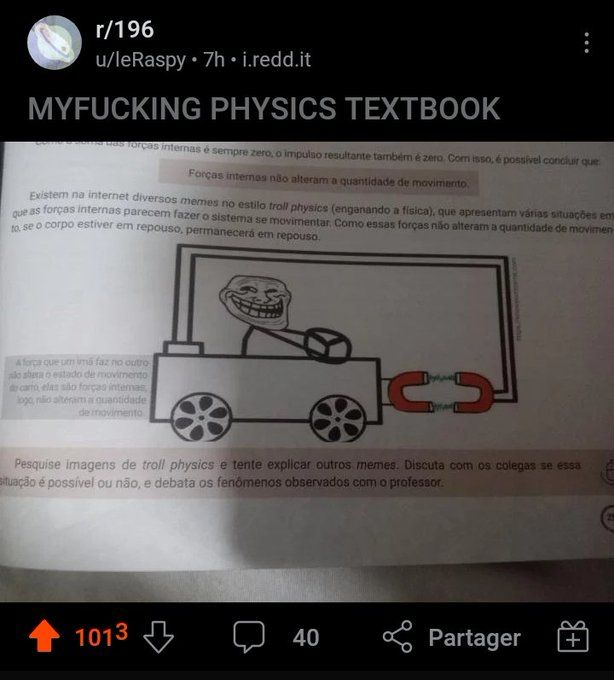 r/196
u/leRaspy • 7h • i.redd.it
MYFUCKING PHYSICS TEXTBOOK
das forças internas é sempre zero, o impulso resultante também é zero. Com isso, é possível concluir que:
Forças internas não alteram a quantidade de movimento.
Existem na internet diversos memes no estilo troll physics (enganando a física), que apresentam várias situações em
que as forças internas parecem fazer o sistema se movimentar. Como essas forças não alteram a quantidade de movimen-
to, se o corpo estiver em repouso, permanecerá em repouso.
A força que um ímã faz no outro
não altera o estado de movimento
do carro, elas são forças internas,
logo, não alteram a quantidade
de movimento.
Pesquise imagens de troll physics e tente explicar outros memes. Discuta com os colegas se essa
situação é possível ou não, e debata os fenômenos observados com o professor.
101³
40
Partager